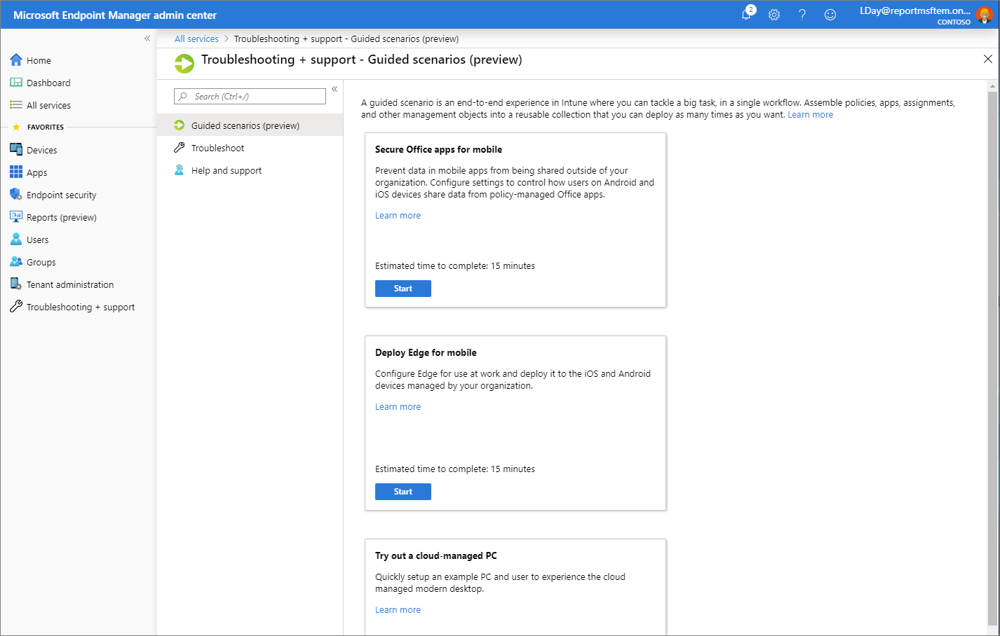 Microsoft Endpoint Manager admin center
2
LDay@reportmsftem.on...
CONTOSO
All services > Troubleshooting + support - Guided scenarios (preview)
Troubleshooting + support - Guided scenarios (preview)
Home
Dashboard
All services
FAVORITES
Devices
Apps
Endpoint security
Reports (preview)
Users
Groups
Tenant administration
Troubleshooting + support
Search (Ctrl+/)
Guided scenarios (preview)
Troubleshoot
Help and support
A guided scenario is an end-to-end experience in Intune where you can tackle a big task, in a single workflow. Assemble policies, apps, assignments,
and other management objects into a reusable collection that you can deploy as many times as you want. Learn more
Secure Office apps for mobile
Prevent data in mobile apps from being shared outside of your
organization. Configure settings to control how users on Android and
iOS devices share data from policy-managed Office apps.
Learn more
Estimated time to complete: 15 minutes
Start
Deploy Edge for mobile
Configure Edge for use at work and deploy it to the iOS and Android
devices managed by your organization.
Learn more
Estimated time to complete: 15 minutes
Start
Try out a cloud-managed PC
Quickly setup an example PC and user to experience the cloud
managed modern desktop.
Learn more